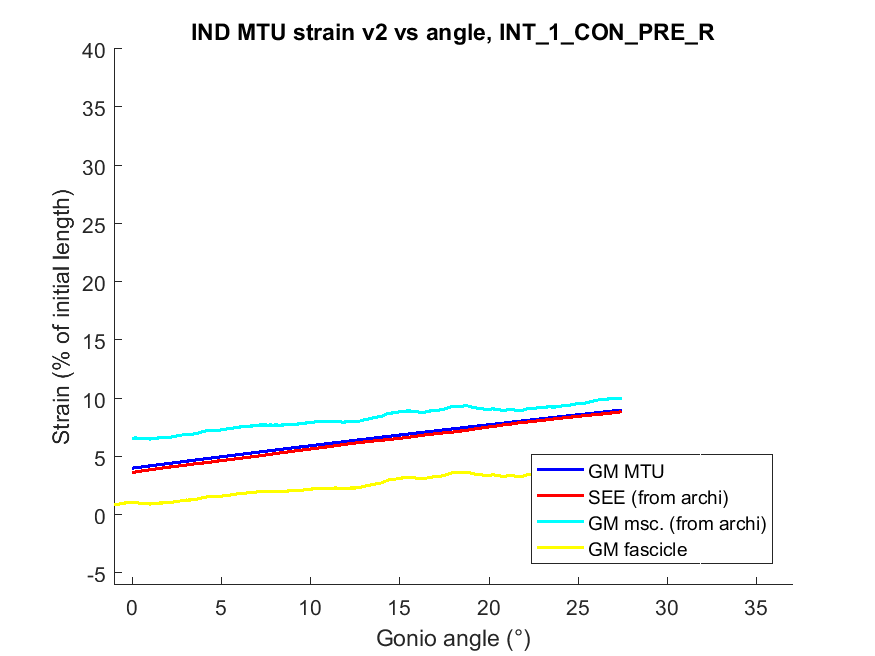 IND MTU strain v2 vs angle, INT_1_CON_PRE_R
40
35
30
25
20
15
10
5
0
-5
Strain (% of initial length)
GM MTU
SEE (from archi)
GM msc. (from archi)
GM fascicle
0 5 10 15 20 25 30 35
Gonio angle (°)